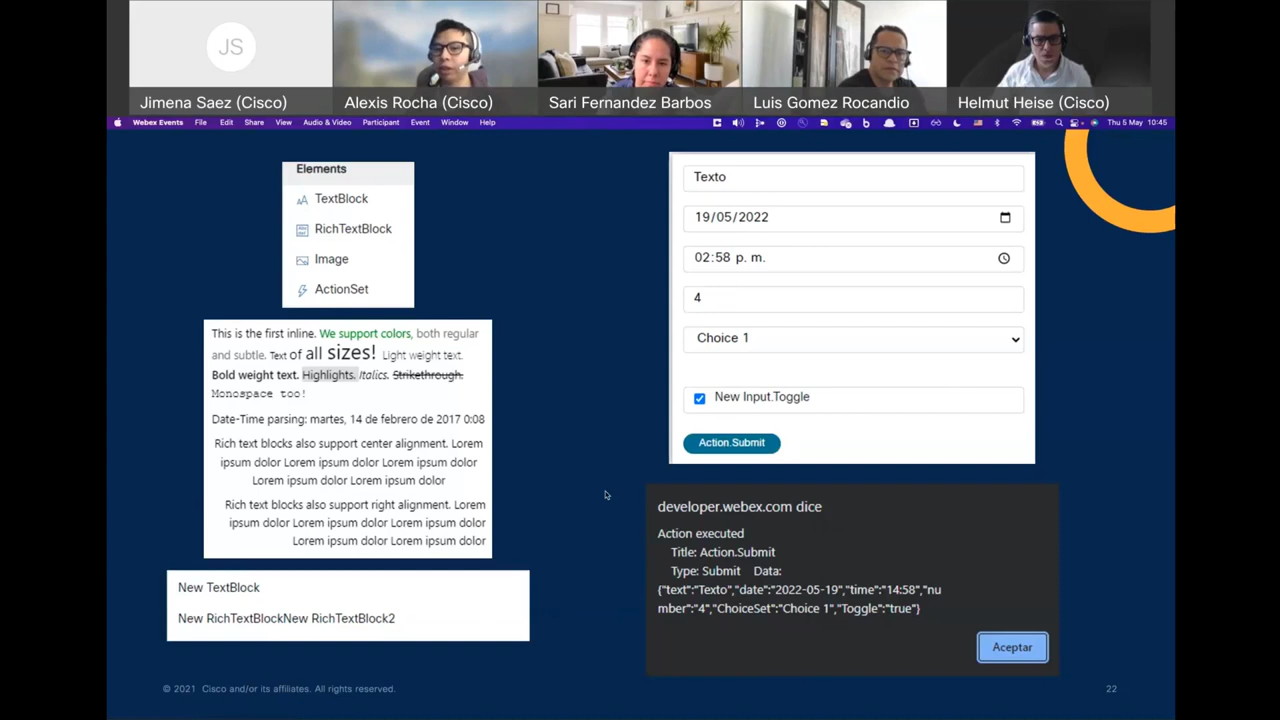 JS
Jimena Saez (Cisco)
Alexis Rocha (Cisco)
Sari Fernandez Barbos
Luis Gomez Rocandio
Helmut Heise (Cisco)
Webex Events File Edit Share View Audio & Video Participant Event Window Help
Thu 5 May 10:45
Elements
TextBlock
RichTextBlock
Image
ActionSet
This is the first inline. We support colors, both regular
and subtle. Text of all sizes! Light weight text.
Bold weight text. Highlights. Italics. Strikethrough.
Monospace too!
Date-Time parsing: martes, 14 de febrero de 2017 0:08
Rich text blocks also support center alignment. Lorem
ipsum dolor Lorem ipsum dolor Lorem ipsum dolor
Lorem ipsum dolor Lorem ipsum dolor
Rich text blocks also support right alignment. Lorem
ipsum dolor Lorem ipsum dolor Lorem ipsum dolor
Lorem ipsum dolor Lorem ipsum dolor
New TextBlock
New RichTextBlockNew RichTextBlock2
Texto
19/05/2022
02:58 p. m.
4
Choice 1
New Input.Toggle
Action.Submit
developer.webex.com dice
Action executed
Title: Action.Submit
Type: Submit Data:
{"text":"Texto","date":"2022-05-19","time":"14:58","nu
mber":"4","ChoiceSet":"Choice 1","Toggle":"true"}
Aceptar
© 2021 Cisco and/or its affiliates. All rights reserved.
22